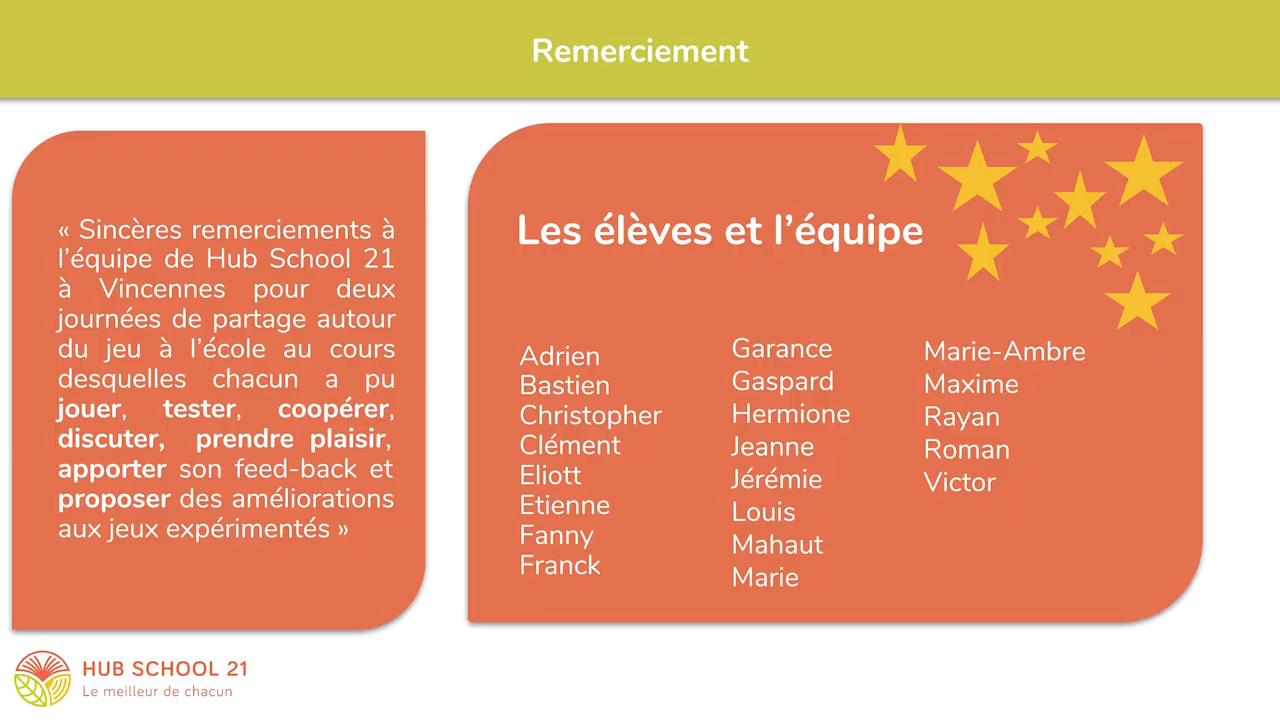 Remerciement
« Sincères remerciements à
l’équipe de Hub School 21
à Vincennes pour deux
journées de partage autour
du jeu à l’école au cours
desquelles chacun a pu
jouer, tester, coopérer,
discuter, prendre plaisir,
apporter son feed-back et
proposer des améliorations
aux jeux expérimentés »
Les élèves et l’équipe
Adrien
Bastien
Christopher
Clément
Eliott
Etienne
Fanny
Franck
Garance
Gaspard
Hermione
Jeanne
Jérémie
Louis
Mahaut
Marie
Marie-Ambre
Maxime
Rayan
Roman
Victor
HUB SCHOOL 21
Le meilleur de chacun